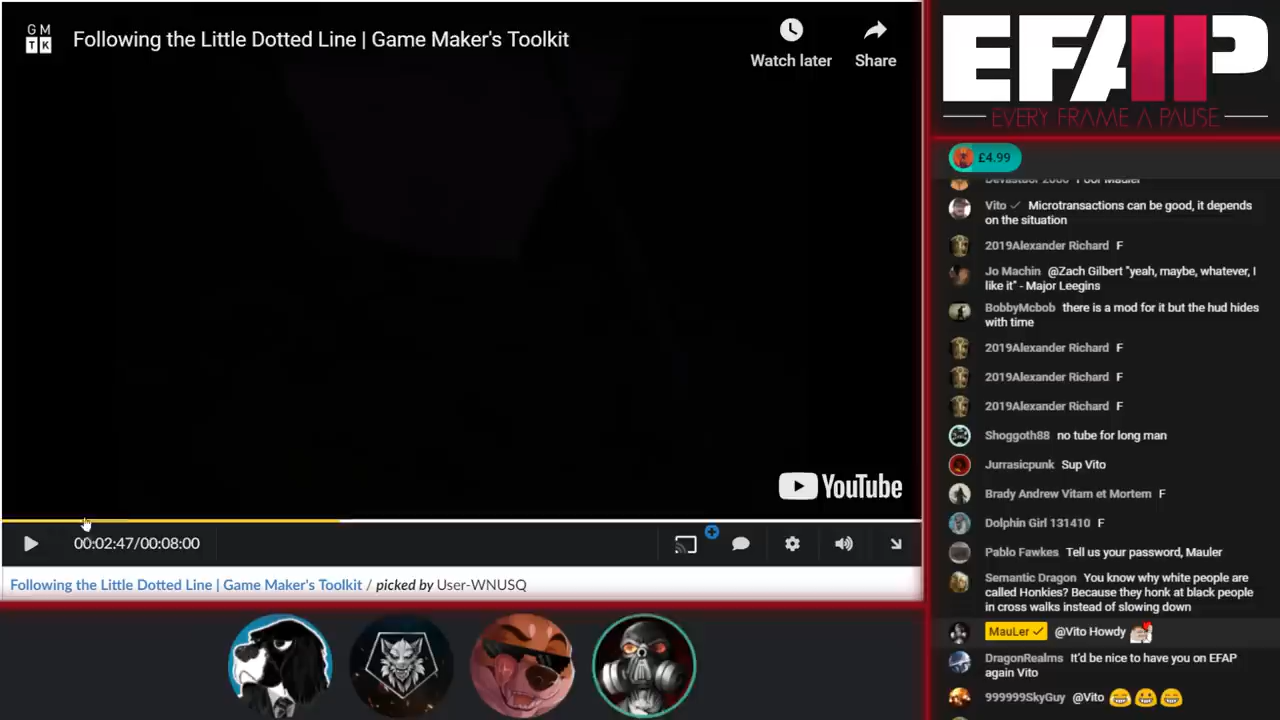 GM
TK
Following the Little Dotted Line | Game Maker's Toolkit
Watch later
Share
YouTube
00:02:47/00:08:00
Following the Little Dotted Line | Game Maker's Toolkit / picked by User-WNUSQ
EFAP
EVERY FRAME A PAUSE
£4.99
Vito ✓ Microtransactions can be good, it depends
on the situation
2019Alexander Richard F
Jo Machin @Zach Gilbert "yeah, maybe, whatever, I
like it" - Major Leegins
BobbyMcbob there is a mod for it but the hud hides
with time
2019Alexander Richard F
2019Alexander Richard F
2019Alexander Richard F
Shoggoth88 no tube for long man
Jurrasicpunk Sup Vito
Brady Andrew Vitam et Mortem F
Dolphin Girl 131410 F
Pablo Fawkes Tell us your password, Mauler
Semantic Dragon You know why white people are
called Honkies? Because they honk at black people
in cross walks instead of slowing down
MauLer ✓ @Vito Howdy
DragonRealms It'd be nice to have you on EFAP
again Vito
999999SkyGuy @Vito 😂😀😂